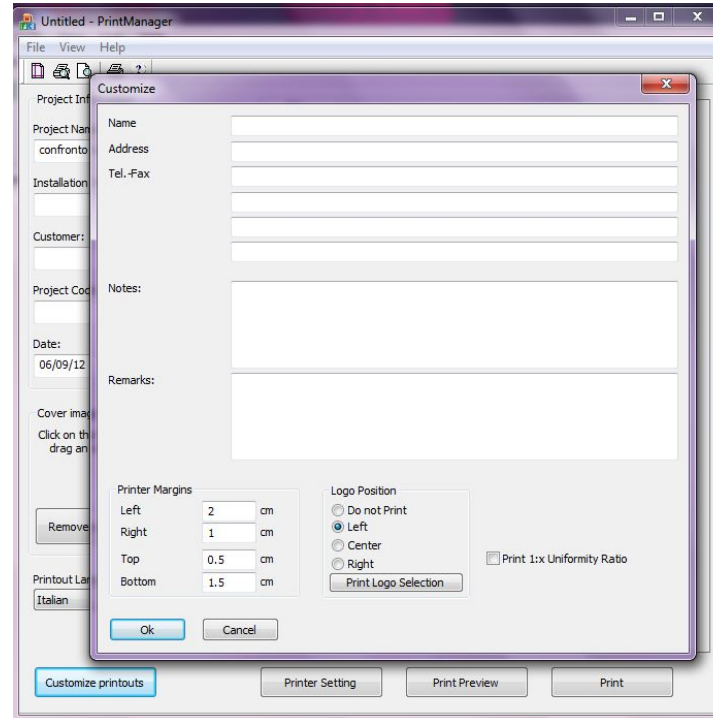 Untitled - PrintManager
File View Help
Customize
Project Inf
Project Nam
confronto
Installation
Customer:
Project Cod
Date:
06/09/12
Cover imag
Click on th
drag an
Remove
Printout Lan
Italian
Name
Address
Tel.-Fax
Notes:
Remarks:
Printer Margins
Left 2 cm
Right 1 cm
Top 0.5 cm
Bottom 1.5 cm
Logo Position
Do not Print
Left
Center
Right
Print Logo Selection
Print 1:x Uniformity Ratio
Ok Cancel
Customize printouts Printer Setting Print Preview Print